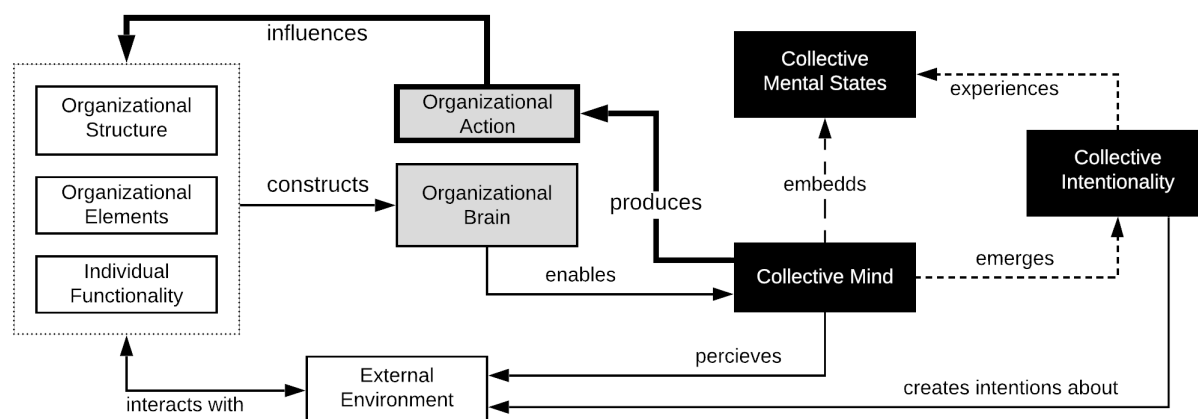 influences
Organizational
Structure
Organizational
Elements
Individual
Functionality
constructs
Organizational
Action
Organizational
Brain
produces
enables
Collective
Mental States
experiences
embedds
Collective
Intentionality
Collective Mind
emerges
percieves
External
Environment
interacts with
creates intentions about